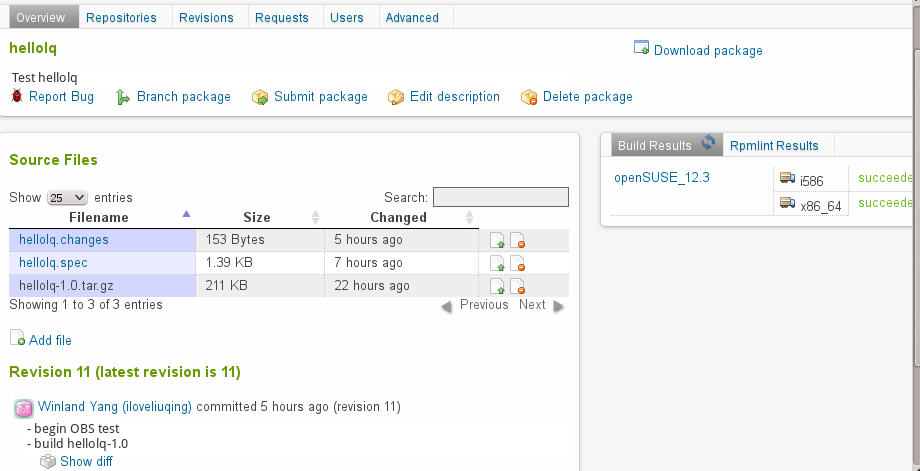 Overview Repositories Revisions Requests Users Advanced
hellolq
Download package
Test hellolq
Report Bug Branch package Submit package Edit description Delete package
Source Files
Show 25 entries Search:
Filename Size Changed
hellolq.changes 153 Bytes 5 hours ago
hellolq.spec 1.39 KB 7 hours ago
hellolq-1.0.tar.gz 211 KB 22 hours ago
Showing 1 to 3 of 3 entries Previous Next
Add file
Revision 11 (latest revision is 11)
Winland Yang (iloveliuqing) committed 5 hours ago (revision 11)
- begin OBS test
- build hellolq-1.0
Show diff
Build Results Rpmlint Results
openSUSE_12.3 i586 succeede
x86_64 succeede